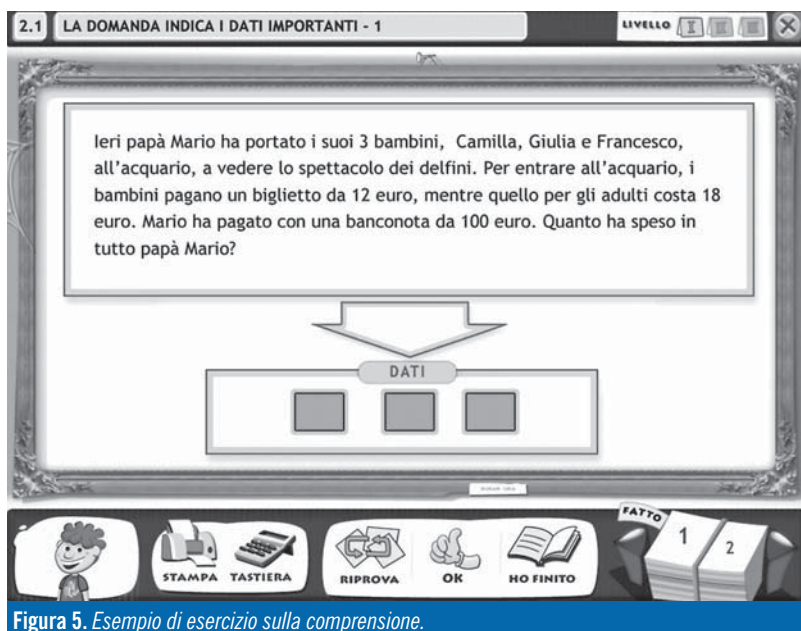 2.1 LA DOMANDA INDICA I DATI IMPORTANTI - 1
LIVELLO I II III
Ieri papà Mario ha portato i suoi 3 bambini, Camilla, Giulia e Francesco,
all'acquario, a vedere lo spettacolo dei delfini. Per entrare all'acquario, i
bambini pagano un biglietto da 12 euro, mentre quello per gli adulti costa 18
euro. Mario ha pagato con una banconota da 100 euro. Quanto ha speso in
tutto papà Mario?
DATI
FATTO
1
2
STAMPA TASTIERA RIPROVA OK HO FINITO
Figura 5. Esempio di esercizio sulla comprensione.